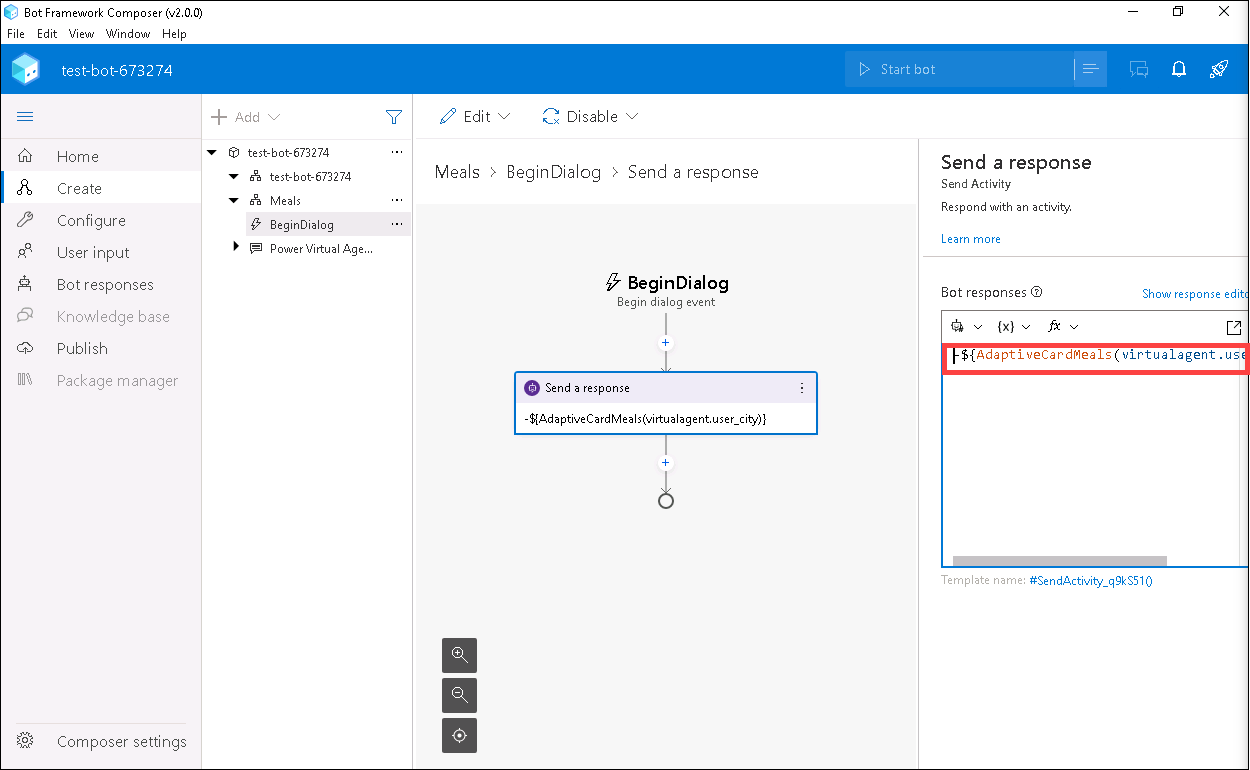 Bot Framework Composer (v2.0.0)
File Edit View Window Help
test-bot-673274
Start bot
Home
Create
Configure
User input
Bot responses
Knowledge base
Publish
Package manager
Composer settings
Add
test-bot-673274
test-bot-673274
Meals
BeginDialog
Power Virtual Age...
Edit Disable
Meals > BeginDialog > Send a response
BeginDialog
Begin dialog event
Send a response
-${AdaptiveCardMeals(virtualagent.user_city)}
Send a response
Send Activity
Respond with an activity.
Learn more
Bot responses
Show response edito
{x} fx
-${AdaptiveCardMeals(virtualagent.use
Template name: #SendActivity_q9kS51()